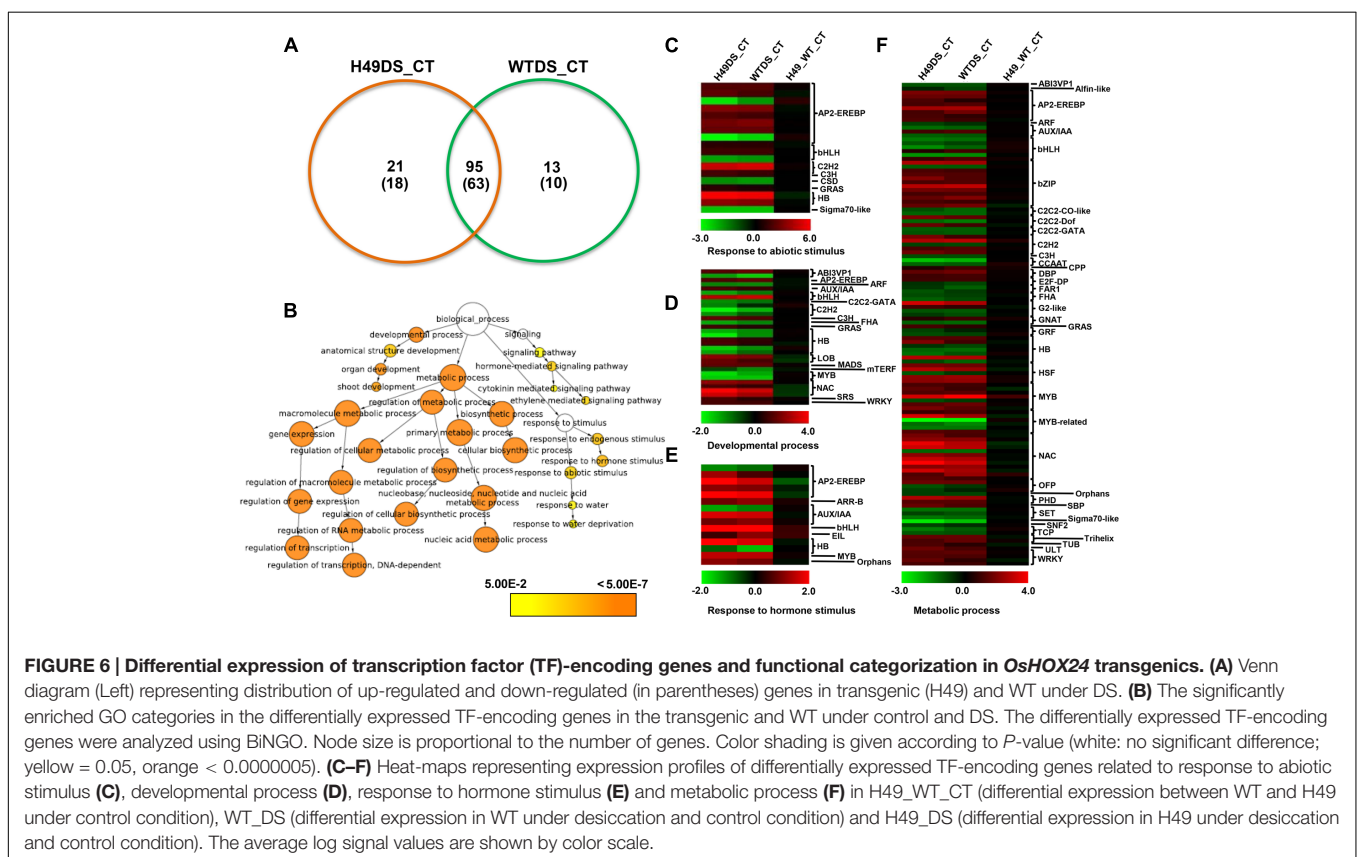 A
H49DS_CT
WTDS_CT
21
(18)
95
(63)
13
(10)
B
biological_process
developmental process
signaling
anatomical structure development
signaling pathway
organ development
hormone-mediated signaling pathway
shoot development
metabolic process
cytokinin mediated signaling pathway
regulation of metabolic process
ethylene mediated signaling pathway
macromolecule metabolic process
biosynthetic process
response to stimulus
gene expression
primary metabolic process
response to endogenous stimulus
regulation of cellular metabolic process
cellular biosynthetic process
response to hormone stimulus
regulation of biosynthetic process
response to abiotic stimulus
regulation of macromolecule metabolic process
nucleobase, nucleoside, nucleotide and nucleic acid
metabolic process
regulation of gene expression
response to water
regulation of cellular biosynthetic process
regulation of RNA metabolic process
response to water deprivation
nucleic acid metabolic process
regulation of transcription
regulation of transcription, DNA-dependent
5.00E-2
< 5.00E-7
C
H49DS_CT
WTDS_CT
H49_WT_CT
AP2-EREBP
bHLH
C2H2
C3H
CSD
GRAS
HB
Sigma70-like
-3.0
0.0
6.0
Response to abiotic stimulus
D
ABI3VP1
AP2-EREBP
ARF
AUX/IAA
bHLH
C2C2-GATA
C2H2
C3H
FHA
GRAS
HB
LOB
MADS
mTERF
MYB
NAC
SRS
WRKY
-2.0
0.0
4.0
Developmental process
E
AP2-EREBP
ARR-B
AUX/IAA
bHLH
EIL
HB
MYB
Orphans
-2.0
0.0
2.0
Response to hormone stimulus
F
H49DS_CT
WTDS_CT
H49_WT_CT
ABI3VP1
Alfin-like
AP2-EREBP
ARF
AUX/IAA
bHLH
bZIP
C2C2-CO-like
C2C2-Dof
C2C2-GATA
C2H2
C3H
CCAAT
CPP
DBP
E2F-DP
FAR1
FHA
G2-like
GNAT
GRAS
GRF
HB
HSF
MYB
MYB-related
NAC
OFP
Orphans
PHD
SBP
SET
Sigma70-like
SNF2
TCP
Trihelix
TUB
ULT
WRKY
-3.0
0.0
4.0
Metabolic process
FIGURE 6 | Differential expression of transcription factor (TF)-encoding genes and functional categorization in OsHOX24 transgenics. (A) Venn
diagram (Left) representing distribution of up-regulated and down-regulated (in parentheses) genes in transgenic (H49) and WT under DS. (B) The significantly
enriched GO categories in the differentially expressed TF-encoding genes in the transgenic and WT under control and DS. The differentially expressed TF-encoding
genes were analyzed using BiNGO. Node size is proportional to the number of genes. Color shading is given according to P-value (white: no significant difference;
yellow = 0.05, orange < 0.0000005). (C–F) Heat-maps representing expression profiles of differentially expressed TF-encoding genes related to response to abiotic
stimulus (C), developmental process (D), response to hormone stimulus (E) and metabolic process (F) in H49_WT_CT (differential expression between WT and H49
under control condition), WT_DS (differential expression in WT under desiccation and control condition) and H49_DS (differential expression in H49 under desiccation
and control condition). The average log signal values are shown by color scale.